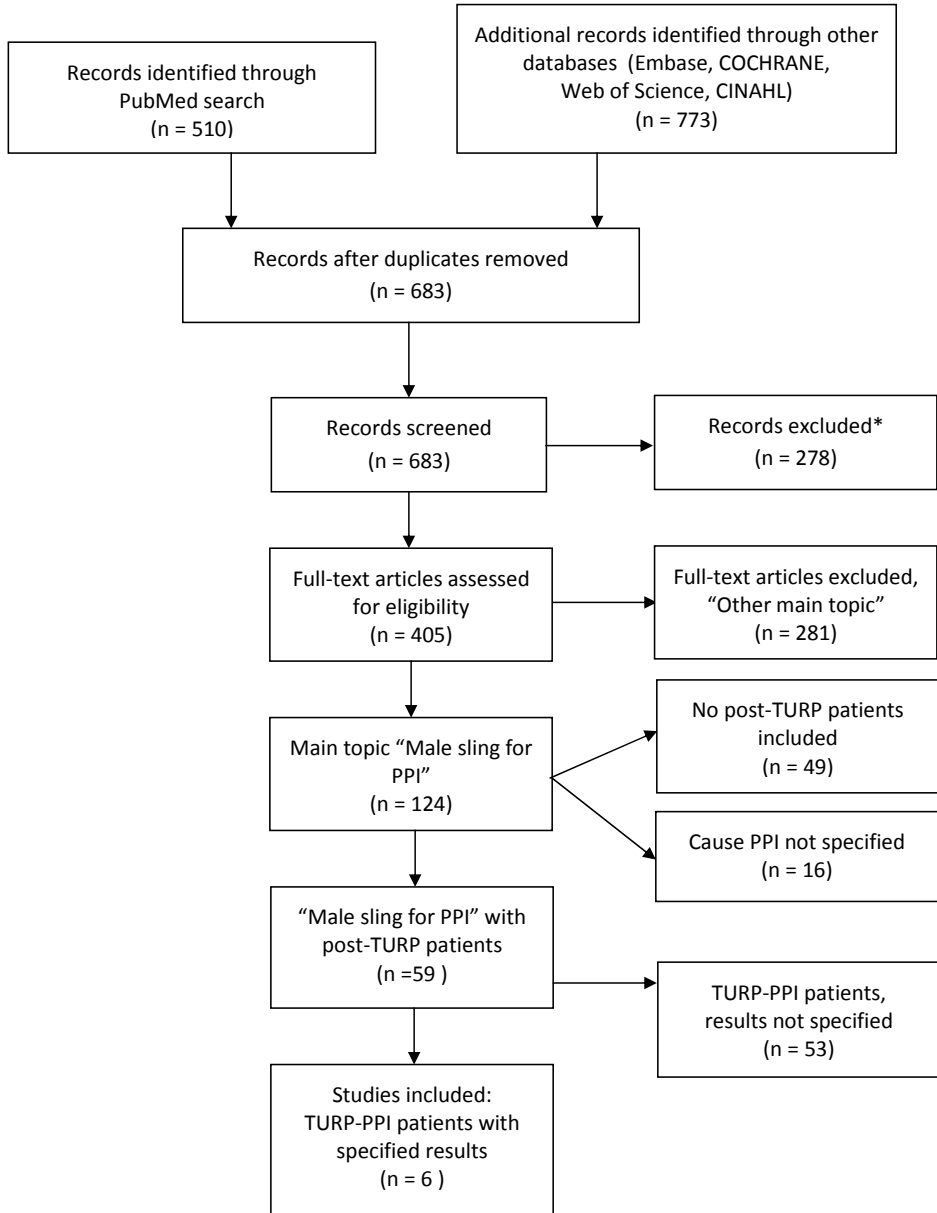 Records identified through
PubMed search
(n = 510)
Additional records identified through other
databases (Embase, COCHRANE,
Web of Science, CINAHL)
(n = 773)
Records after duplicates removed
(n = 683)
Records screened
(n = 683)
Records excluded*
(n = 278)
Full-text articles assessed
for eligibility
(n = 405)
Full-text articles excluded,
“Other main topic”
(n = 281)
Main topic “Male sling for
PPI”
(n = 124)
No post-TURP patients
included
(n = 49)
Cause PPI not specified
(n = 16)
“Male sling for PPI” with
post-TURP patients
(n =59 )
TURP-PPI patients,
results not specified
(n = 53)
Studies included:
TURP-PPI patients with
specified results
(n = 6 )